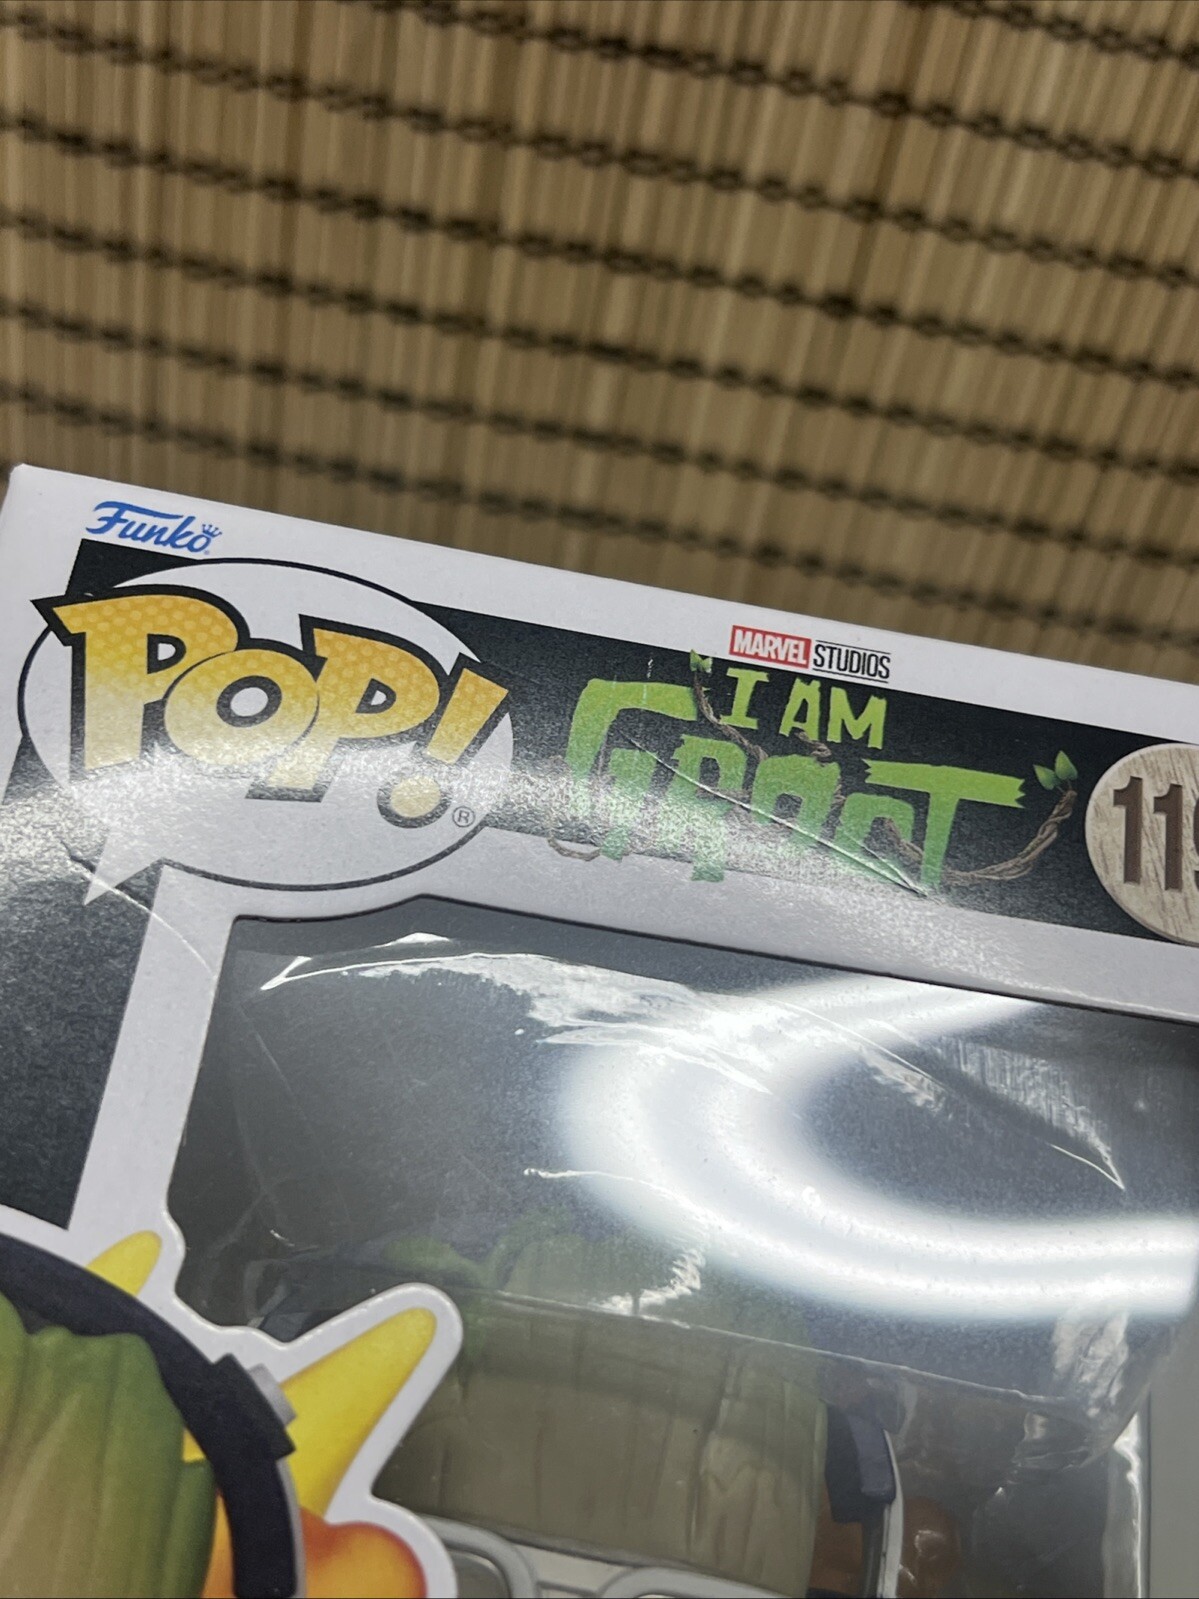 Funko
POP!®
MARVEL STUDIOS
I AM
GROOT